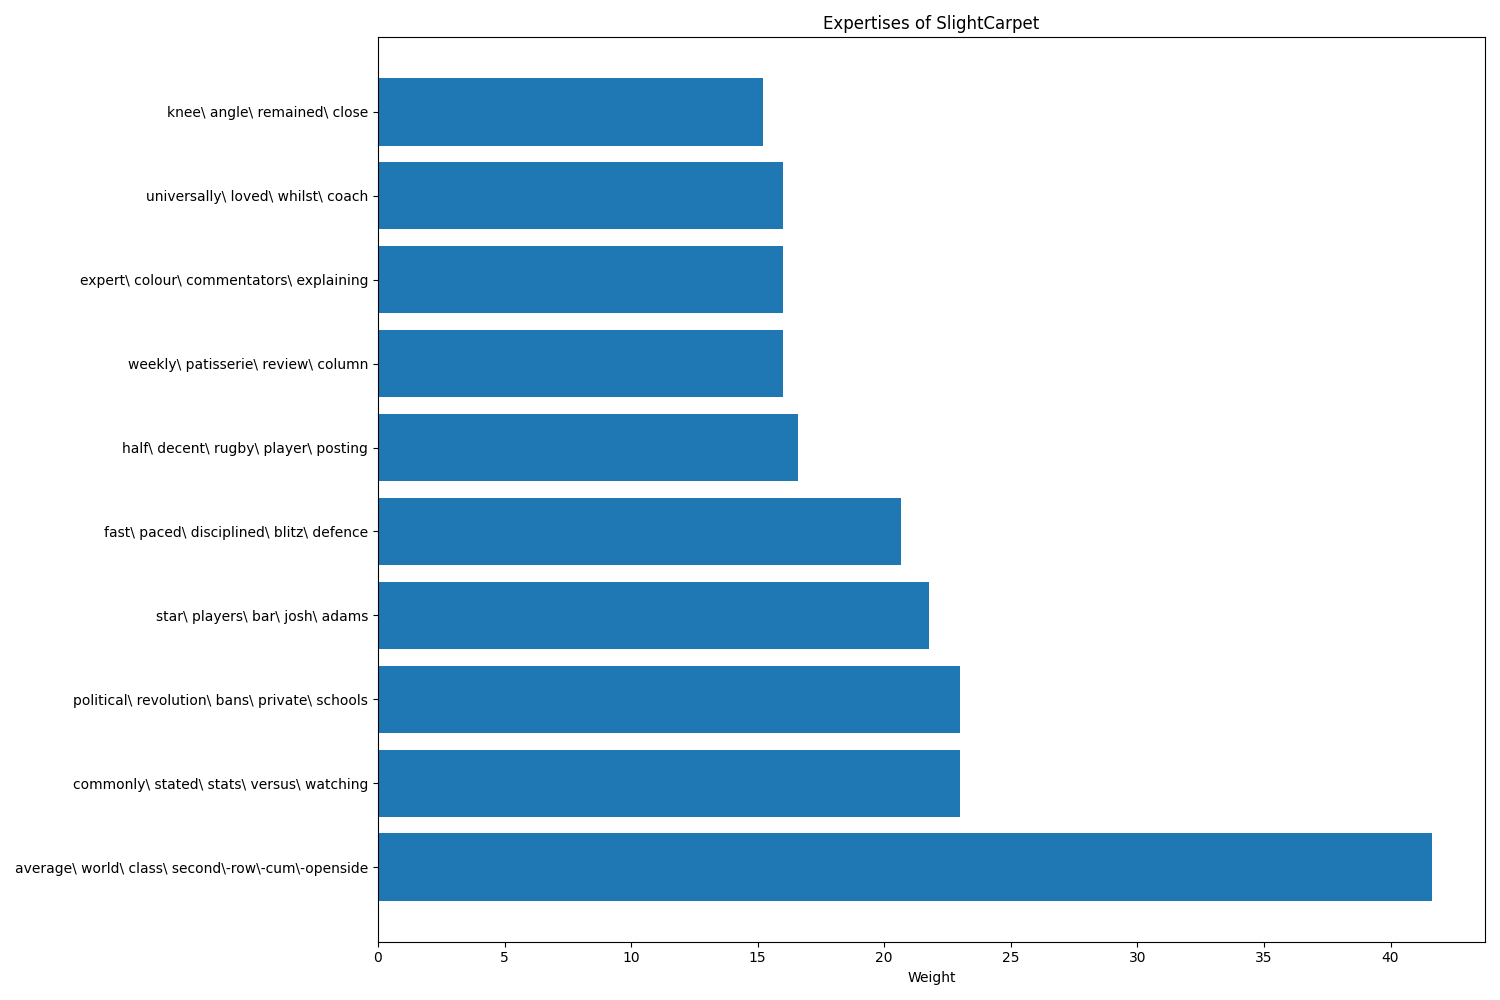 Expertises of SlightCarpet
knee\ angle\ remained\ close
universally\ loved\ whilst\ coach
expert\ colour\ commentators\ explaining
weekly\ patisserie\ review\ column
half\ decent\ rugby\ player\ posting
fast\ paced\ disciplined\ blitz\ defence
star\ players\ bar\ josh\ adams
political\ revolution\ bans\ private\ schools
commonly\ stated\ stats\ versus\ watching
average\ world\ class\ second\-row\-cum\-openside
0 5 10 15 20 25 30 35 40
Weight